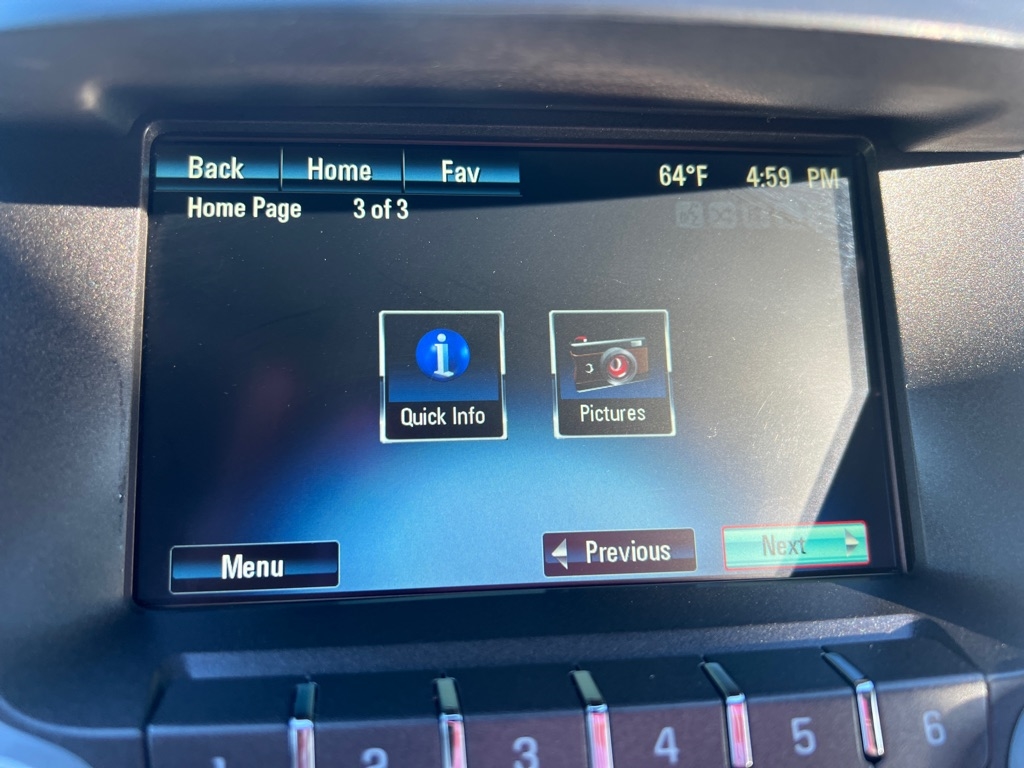 Back Home Fav 64°F 4:59 PM
Home Page 3 of 3
i
Quick Info Pictures
Menu Previous Next
1 2 3 4 5 6